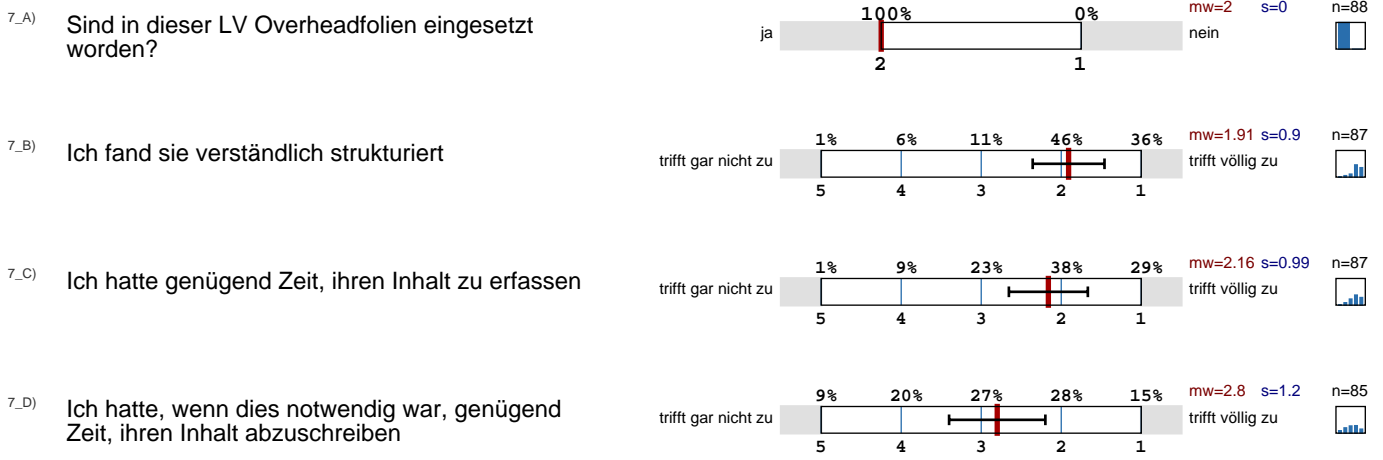 7_A)
Sind in dieser LV Overheadfolien eingesetzt
worden?
100% 0%
ja
nein
2 1
mw=2 s=0 n=88
7_B)
Ich fand sie verständlich strukturiert
1% 6% 11% 46% 36%
trifft gar nicht zu
trifft völlig zu
5 4 3 2 1
mw=1.91 s=0.9 n=87
7_C)
Ich hatte genügend Zeit, ihren Inhalt zu erfassen
1% 9% 23% 38% 29%
trifft gar nicht zu
trifft völlig zu
5 4 3 2 1
mw=2.16 s=0.99 n=87
7_D)
Ich hatte, wenn dies notwendig war, genügend
Zeit, ihren Inhalt abzuschreiben
9% 20% 27% 28% 15%
trifft gar nicht zu
trifft völlig zu
5 4 3 2 1
mw=2.8 s=1.2 n=85